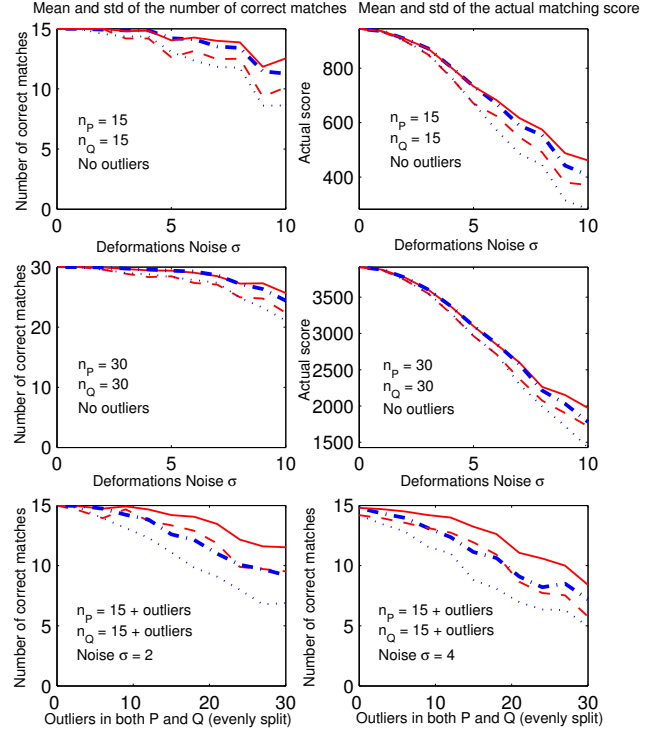 Mean and std of the number of correct matches
Mean and std of the actual matching score
Number of correct matches
15
10
5
0
n_P = 15
n_Q = 15
No outliers
0 5 10
Deformations Noise σ
Actual score
800
600
400
n_P = 15
n_Q = 15
No outliers
0 5 10
Deformations Noise σ
Number of correct matches
30
20
10
0
n_P = 30
n_Q = 30
No outliers
0 5 10
Deformations Noise σ
Actual score
3500
3000
2500
2000
1500
n_P = 30
n_Q = 30
No outliers
0 5 10
Deformations Noise σ
Number of correct matches
15
10
5
0
n_P = 15 + outliers
n_Q = 15 + outliers
Noise σ = 2
0 10 20 30
Outliers in both P and Q (evenly split)
Number of correct matches
15
10
5
0
n_P = 15 + outliers
n_Q = 15 + outliers
Noise σ = 4
0 10 20 30
Outliers in both P and Q (evenly split)